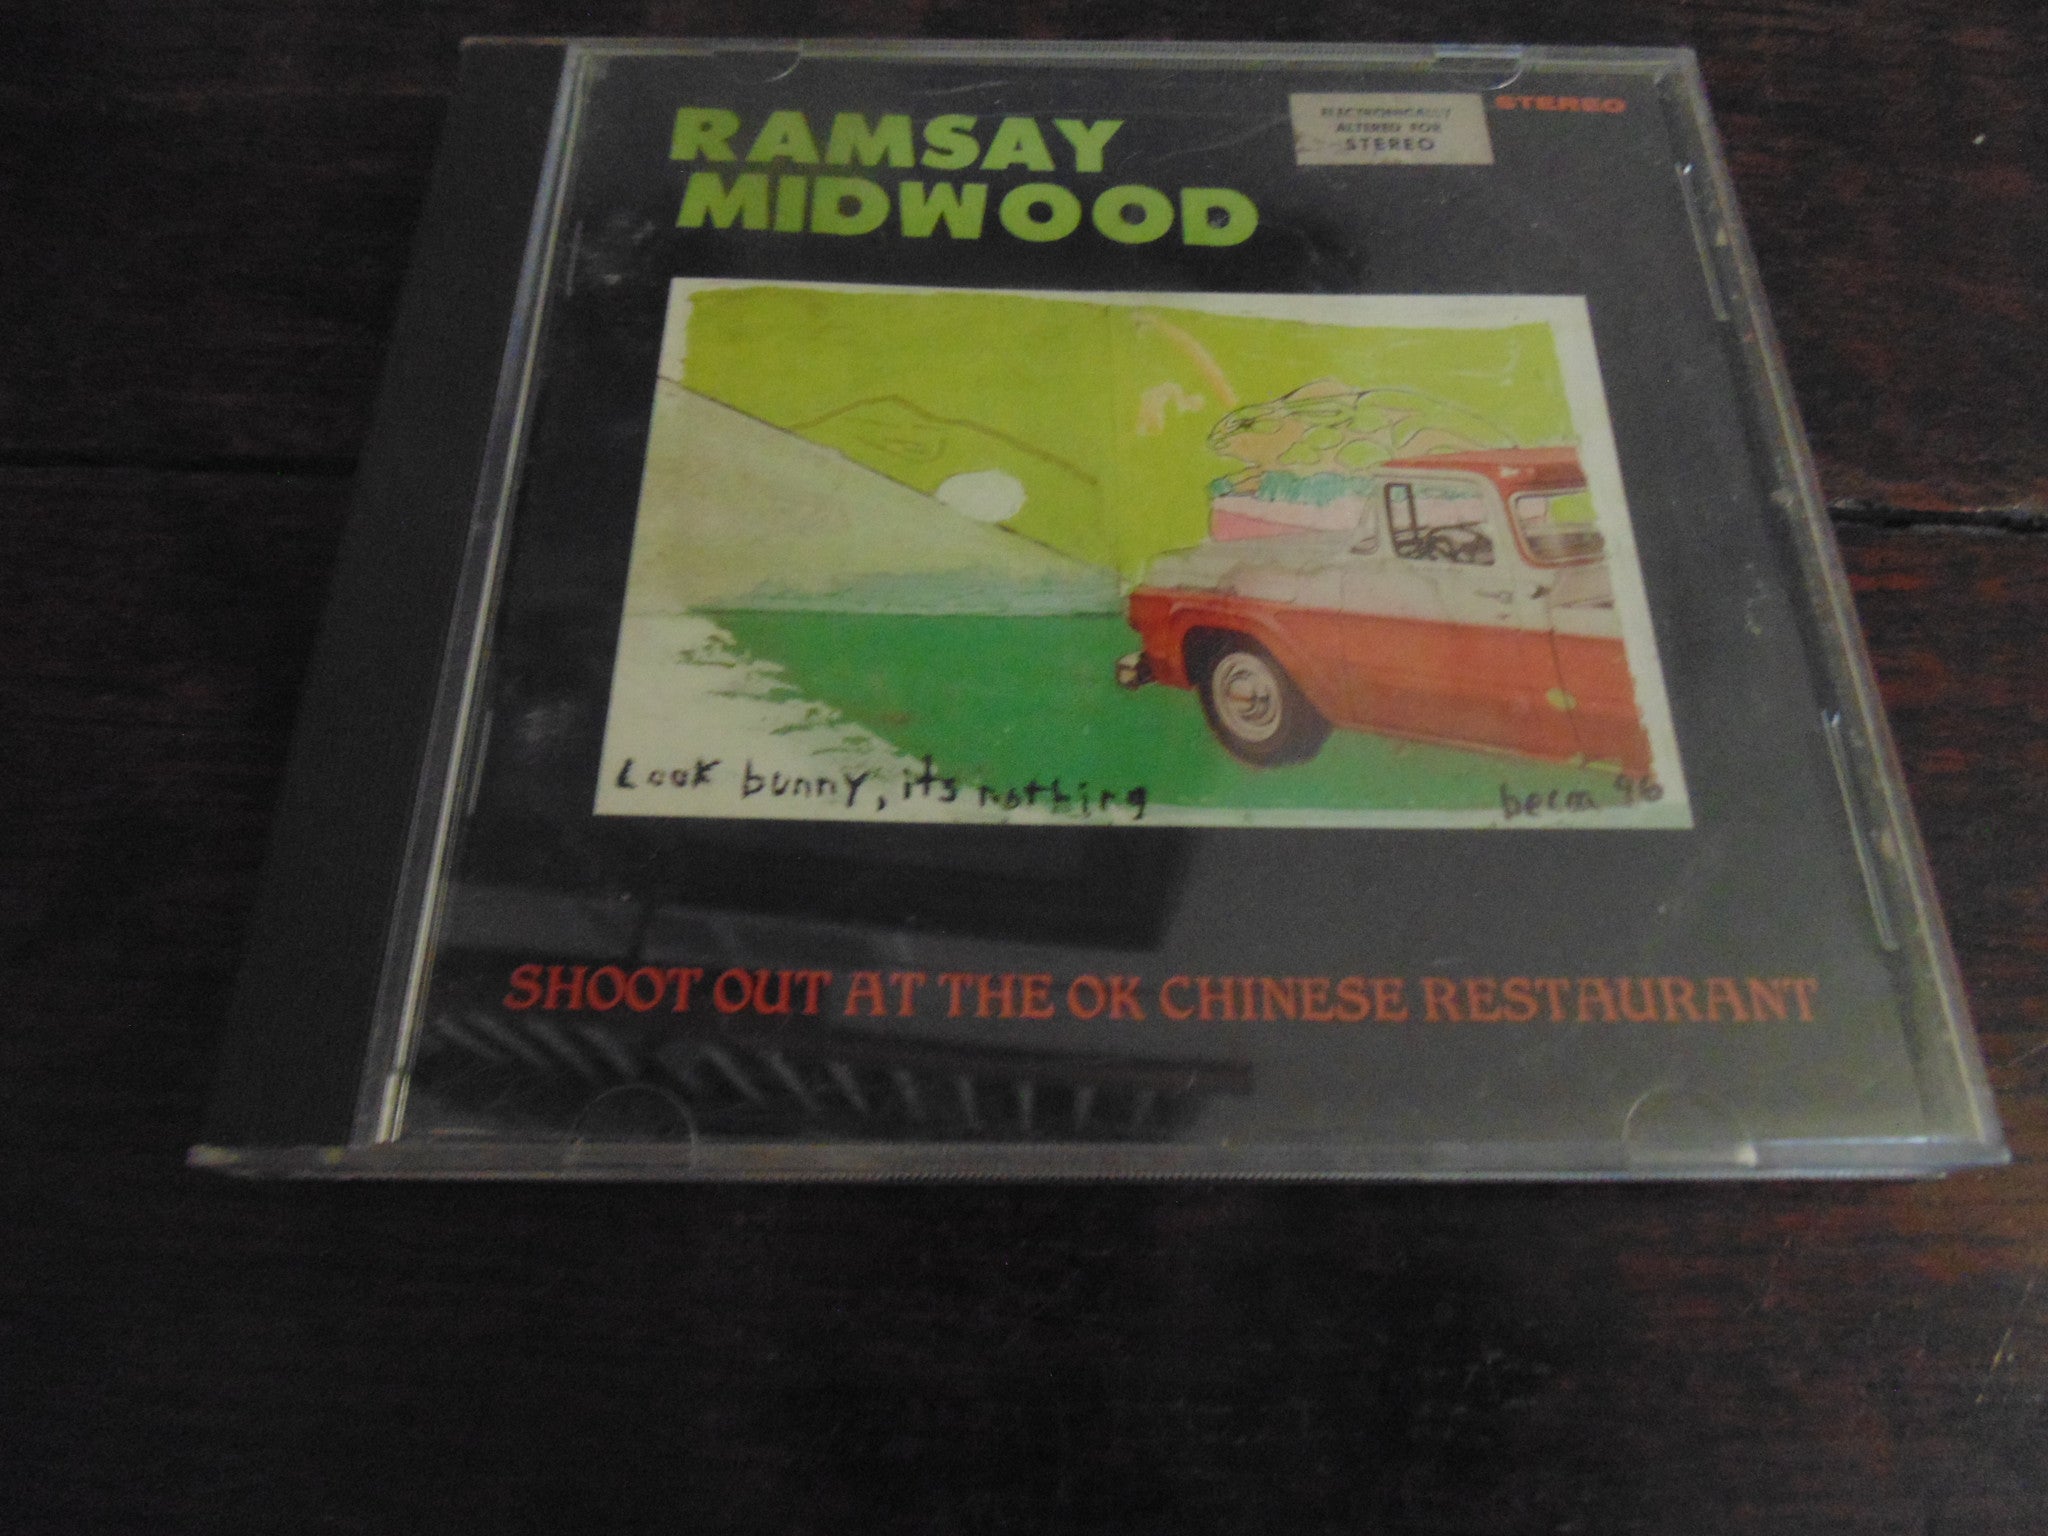 RAMSAY
MIDWOOD
ELECTRONICALLY
ALTERED FOR
STEREO
STEREO
Look bunny, its nothing
SHOOT OUT AT THE OK CHINESE RESTAURANT